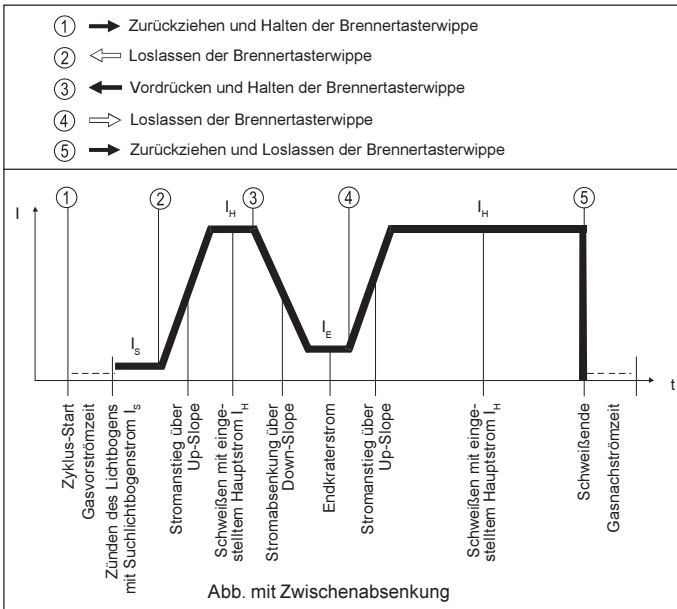 ① Zurückziehen und Halten der Brennertasterwippe
② Loslassen der Brennertasterwippe
③ Vordrücken und Halten der Brennertasterwippe
④ Loslassen der Brennertasterwippe
⑤ Zurückziehen und Loslassen der Brennertasterwippe
① ② ③ ④ ⑤
I
I_H
I_H
I_S
I_E
t
Zyklus-Start
Gasvorströmzeit
Zünden des Lichtbogens
mit Suchlichtbogenstrom I_S
Stromanstieg über
Up-Slope
Schweißen mit einge-
stelltem Hauptstrom I_H
Stromabsenkung über
Down-Slope
Endkraterstrom
Stromanstieg über
Up-Slope
Schweißen mit einge-
stelltem Hauptstrom I_H
Schweißende
Gasnachströmzeit
Abb. mit Zwischenabsenkung